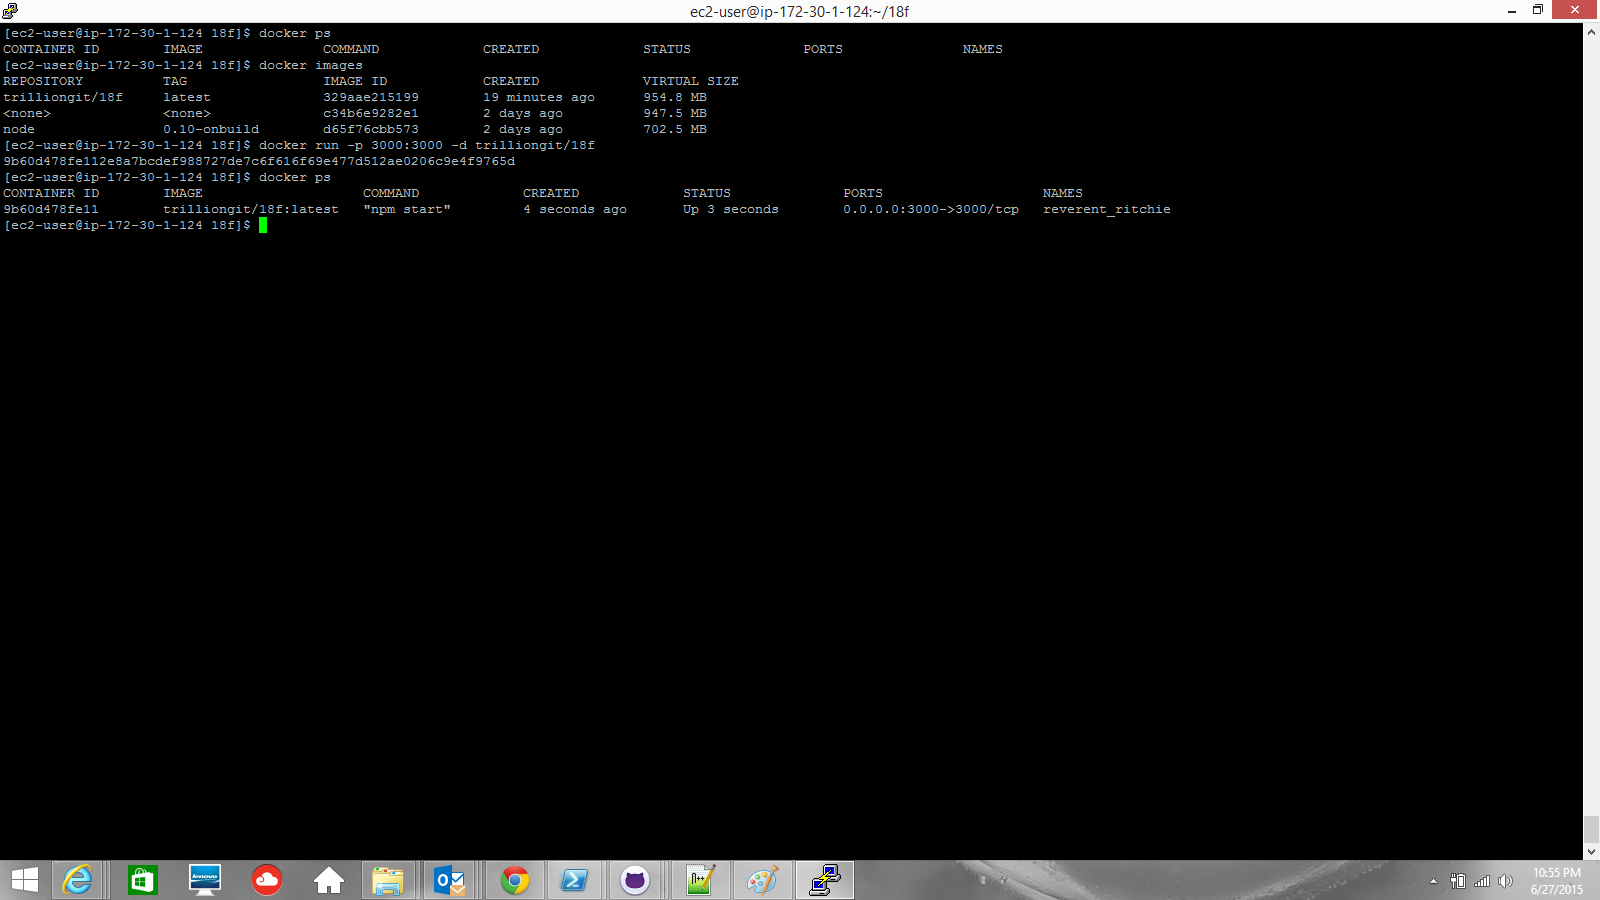 ec2-user@ip-172-30-1-124:~/18f
[ec2-user@ip-172-30-1-124 18f]$ docker ps
CONTAINER ID        IMAGE               COMMAND             CREATED             STATUS              PORTS               NAMES
[ec2-user@ip-172-30-1-124 18f]$ docker images
REPOSITORY          TAG                 IMAGE ID            CREATED             VIRTUAL SIZE
trilliongit/18f     latest              329aae215199        19 minutes ago      954.8 MB
<none>              <none>              c34b6e9282e1        2 days ago          947.5 MB
node                0.10-onbuild        d65f76cbb573        2 days ago          702.5 MB
[ec2-user@ip-172-30-1-124 18f]$ docker run -p 3000:3000 -d trilliongit/18f
9b60d478fe112e8a7bcdef988727de7c6f616f69e477d512ae0206c9e4f9765d
[ec2-user@ip-172-30-1-124 18f]$ docker ps
CONTAINER ID        IMAGE                    COMMAND             CREATED             STATUS              PORTS                    NAMES
9b60d478fe11        trilliongit/18f:latest   "npm start"         4 seconds ago       Up 3 seconds        0.0.0.0:3000->3000/tcp   reverent_ritchie
[ec2-user@ip-172-30-1-124 18f]$
lenovo
10:55 PM
6/27/2015